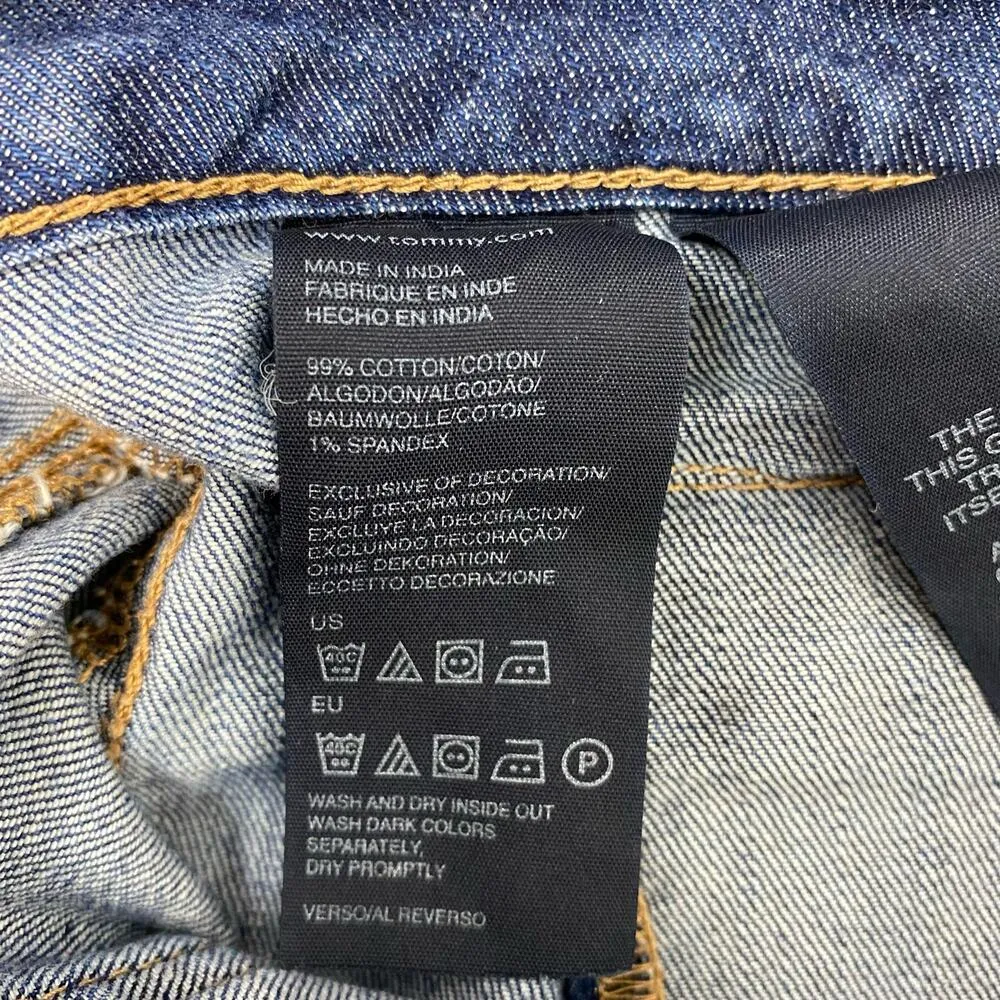 www.tommy.com
MADE IN INDIA
FABRIQUE EN INDE
HECHO EN INDIA
99% COTTON/COTON/
ALGODON/ALGODÃO/
BAUMWOLLE/COTONE
1% SPANDEX
EXCLUSIVE OF DECORATION/
SAUF DECORATION/
EXCLUYE LA DECORACION/
EXCLUINDO DECORAÇÃO/
OHNE DEKORATION/
ECCETTO DECORAZIONE
US
40C
EU
40C
P
WASH AND DRY INSIDE OUT
WASH DARK COLORS
SEPARATELY,
DRY PROMPTLY
VERSO/AL REVERSO
THE
THIS